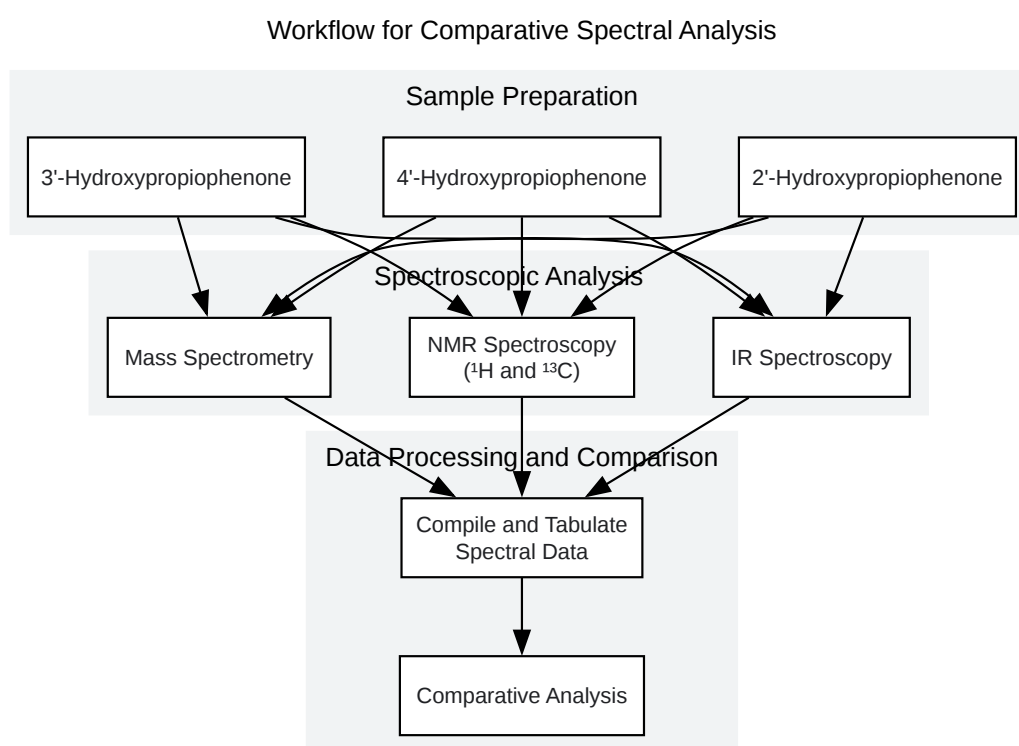 Workflow for Comparative Spectral Analysis
Sample Preparation
3'-Hydroxypropiophenone
4'-Hydroxypropiophenone
2'-Hydroxypropiophenone
Spectroscopic Analysis
Mass Spectrometry
NMR Spectroscopy
(¹H and ¹³C)
IR Spectroscopy
Data Processing and Comparison
Compile and Tabulate
Spectral Data
Comparative Analysis